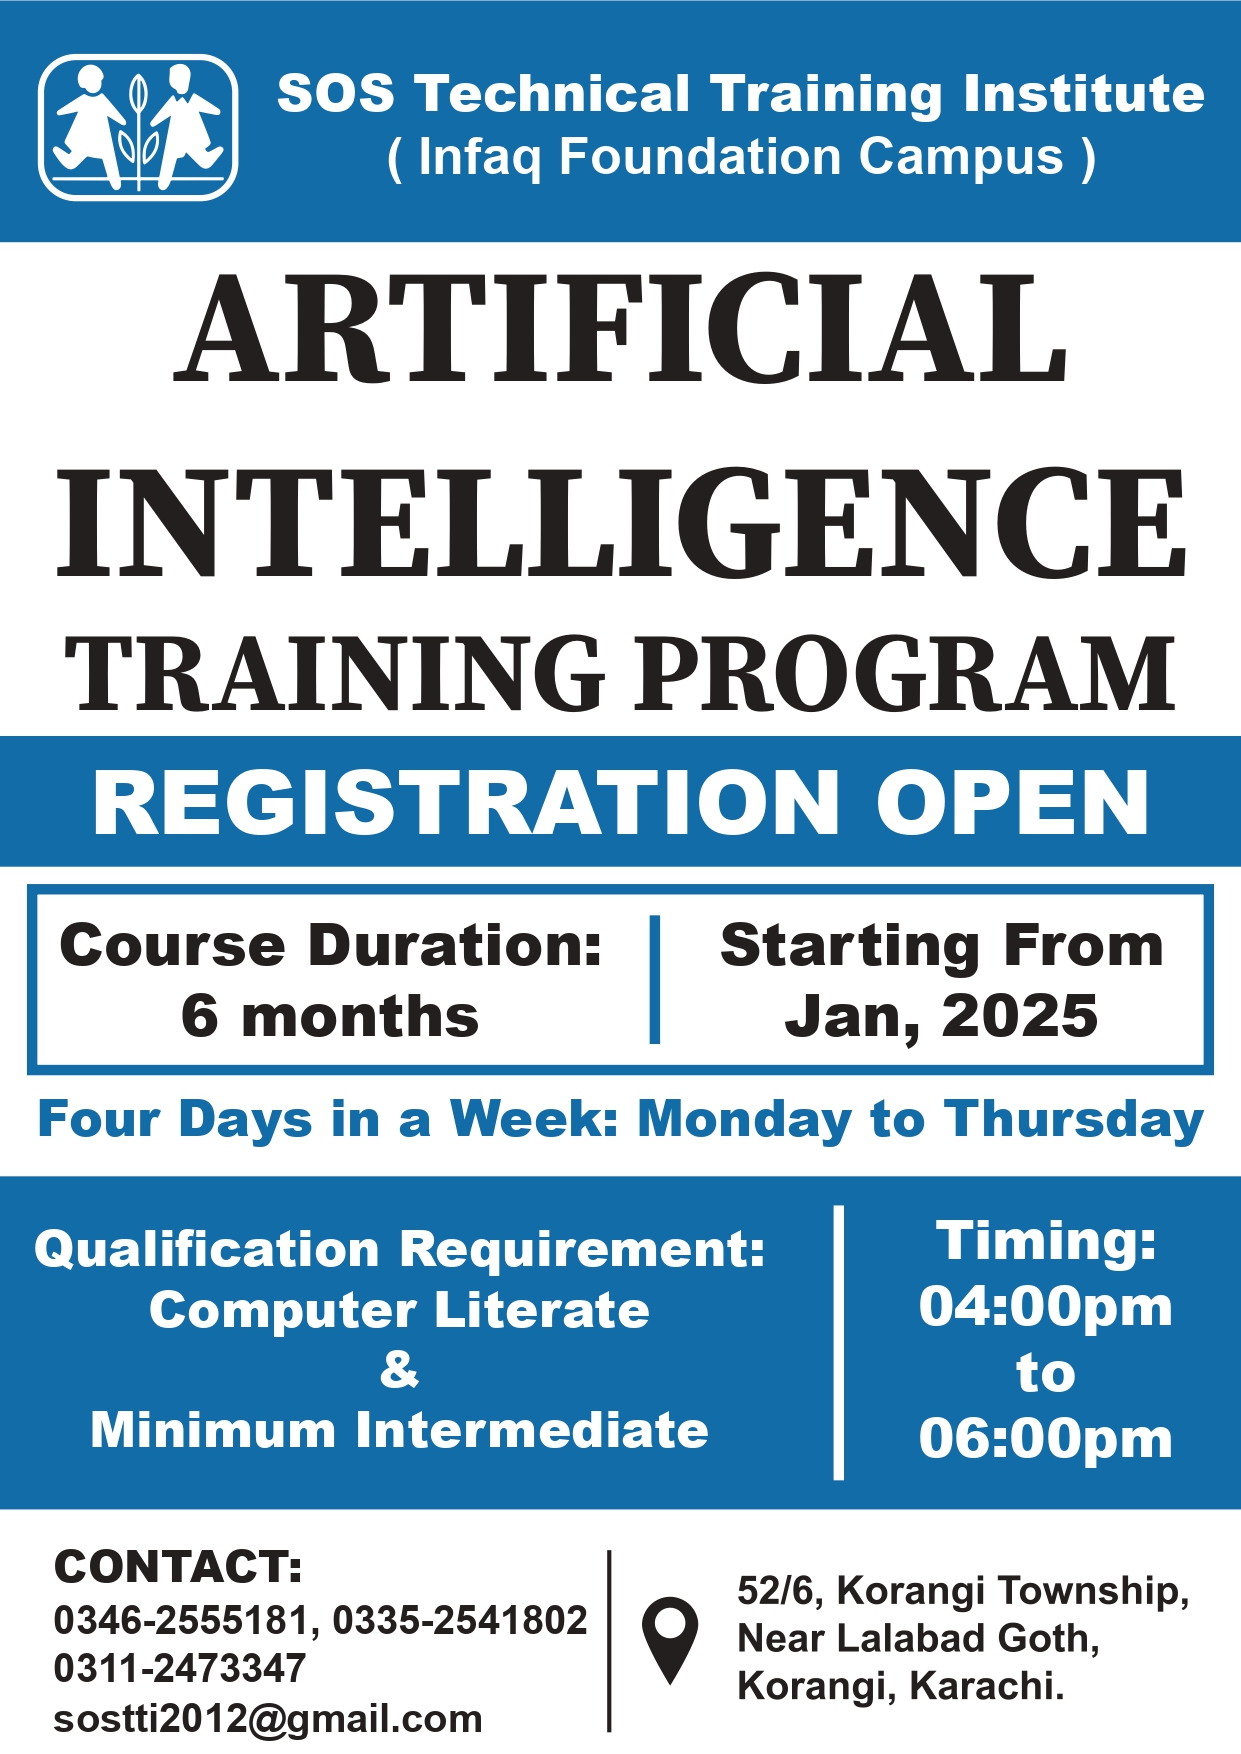 SOS Technical Training Institute
( Infaq Foundation Campus )
ARTIFICIAL
INTELLIGENCE
TRAINING PROGRAM
REGISTRATION OPEN
Course Duration:
6 months
Starting From
Jan, 2025
Four Days in a Week: Monday to Thursday
Qualification Requirement:
Computer Literate
&
Minimum Intermediate
Timing:
04:00pm
to
06:00pm
CONTACT:
0346-2555181, 0335-2541802
0311-2473347
sostti2012@gmail.com
52/6, Korangi Township,
Near Lalabad Goth,
Korangi, Karachi.